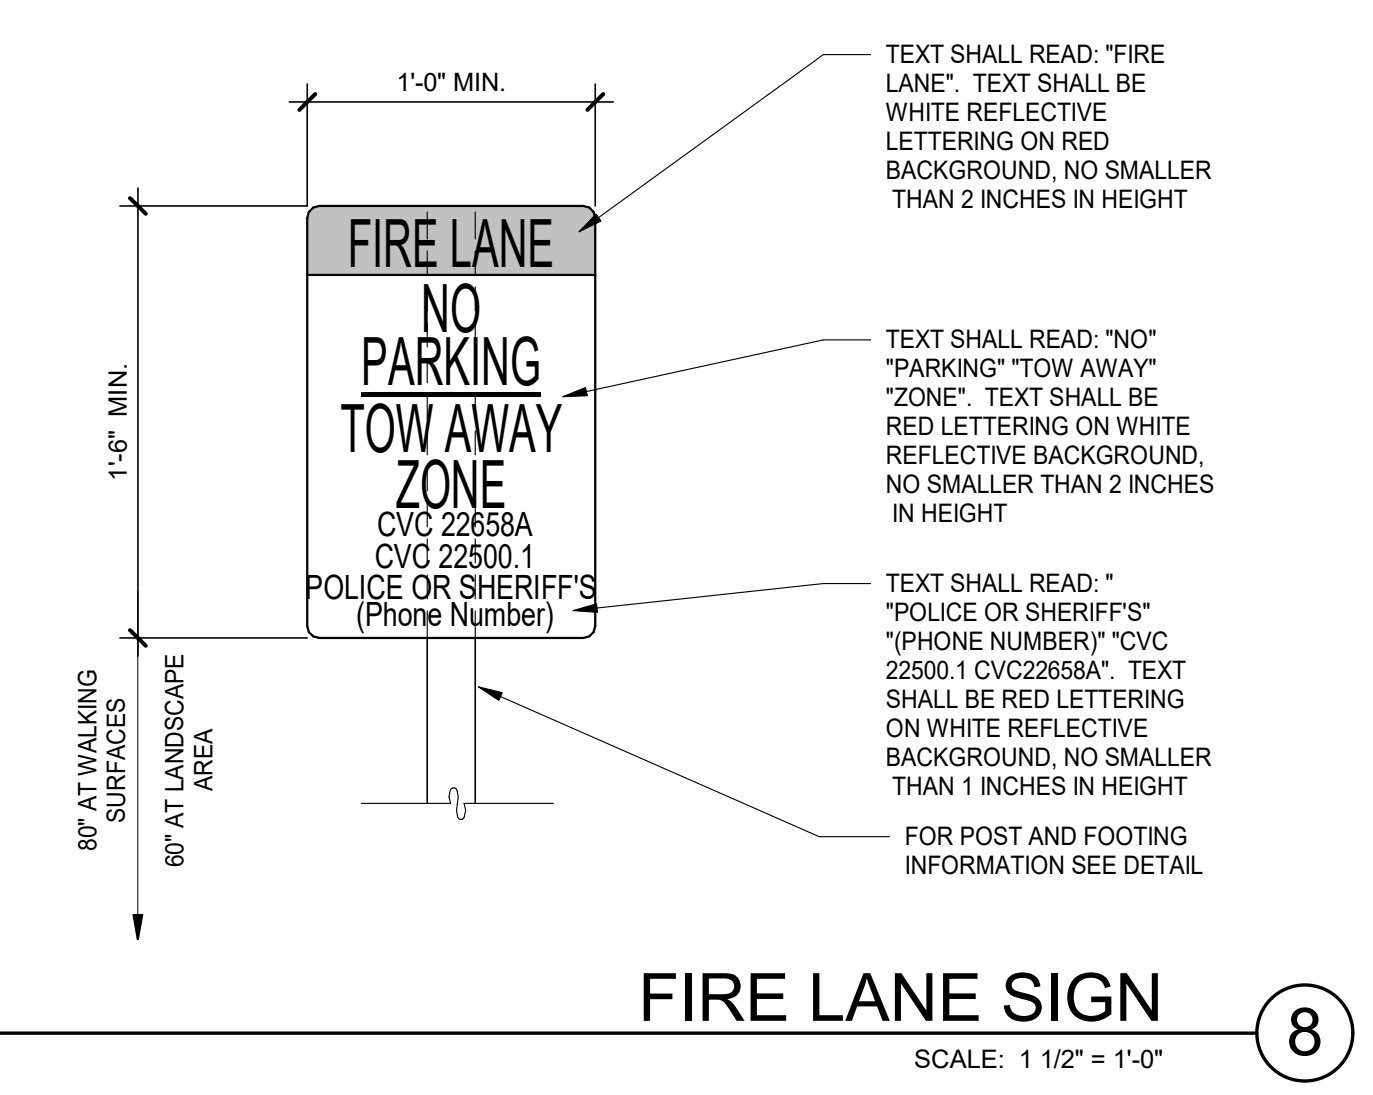 1'-0" MIN.
FIRE LANE
NO
PARKING
TOW AWAY
ZONE
CVC 22658A
CVC 22500.1
POLICE OR SHERIFF'S
(Phone Number)
1'-6" MIN.
80" AT WALKING
SURFACES
60" AT LANDSCAPE
AREA
TEXT SHALL READ: "FIRE
LANE". TEXT SHALL BE
WHITE REFLECTIVE
LETTERING ON RED
BACKGROUND, NO SMALLER
THAN 2 INCHES IN HEIGHT
TEXT SHALL READ: "NO"
"PARKING" "TOW AWAY"
"ZONE". TEXT SHALL BE
RED LETTERING ON WHITE
REFLECTIVE BACKGROUND,
NO SMALLER THAN 2 INCHES
IN HEIGHT
TEXT SHALL READ: "
"POLICE OR SHERIFF'S"
"(PHONE NUMBER)" "CVC
22500.1 CVC22658A". TEXT
SHALL BE RED LETTERING
ON WHITE REFLECTIVE
BACKGROUND, NO SMALLER
THAN 1 INCHES IN HEIGHT
FOR POST AND FOOTING
INFORMATION SEE DETAIL
FIRE LANE SIGN
8
SCALE: 1 1/2" = 1'-0"